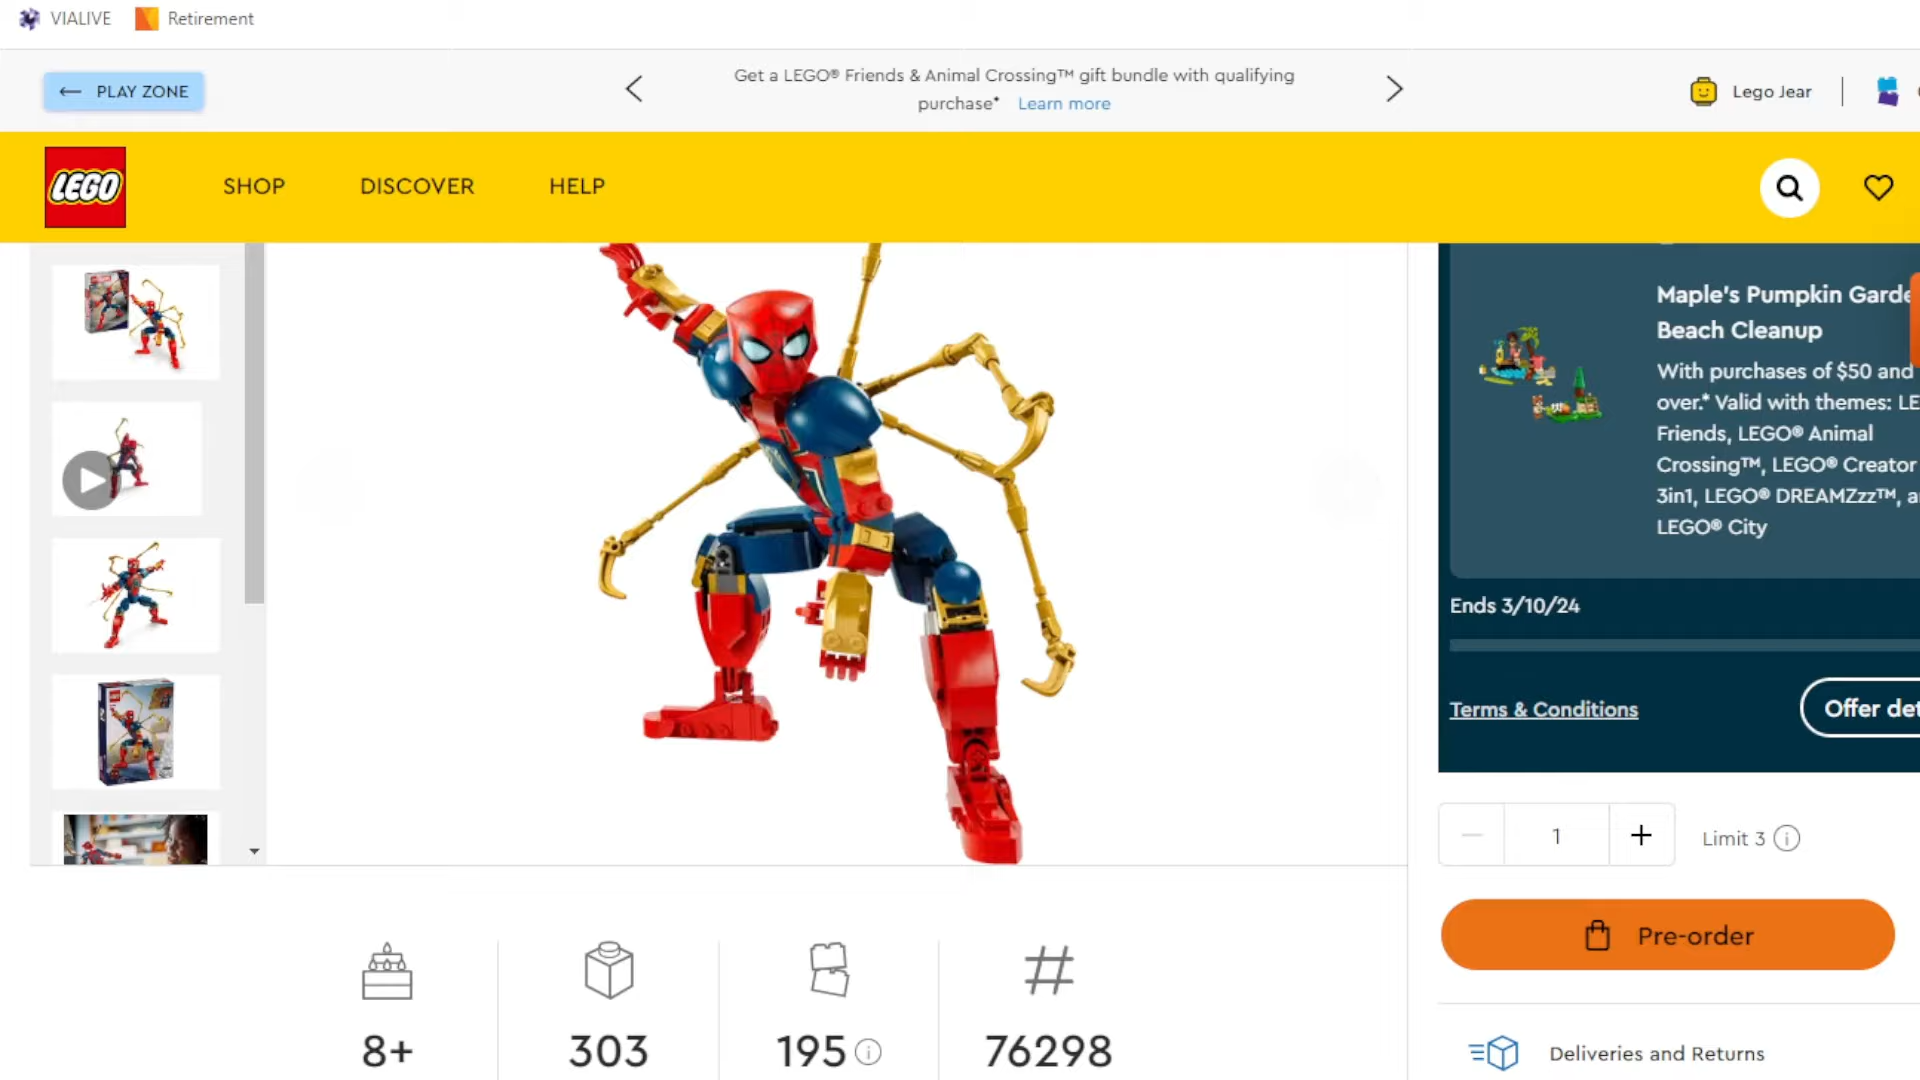 VIALIVE
Retirement
PLAY ZONE
Get a LEGO® Friends & Animal Crossing™ gift bundle with qualifying
purchase* Learn more
Lego Jear
LEGO
SHOP
DISCOVER
HELP
Maple's Pumpkin Garde
Beach Cleanup
With purchases of $50 and
over.* Valid with themes: LE
Friends, LEGO® Animal
Crossing™, LEGO® Creator
3in1, LEGO® DREAMZzz™, a
LEGO® City
Ends 3/10/24
Terms & Conditions
Offer det
1
Limit 3
Pre-order
8+
303
195
76298
Deliveries and Returns